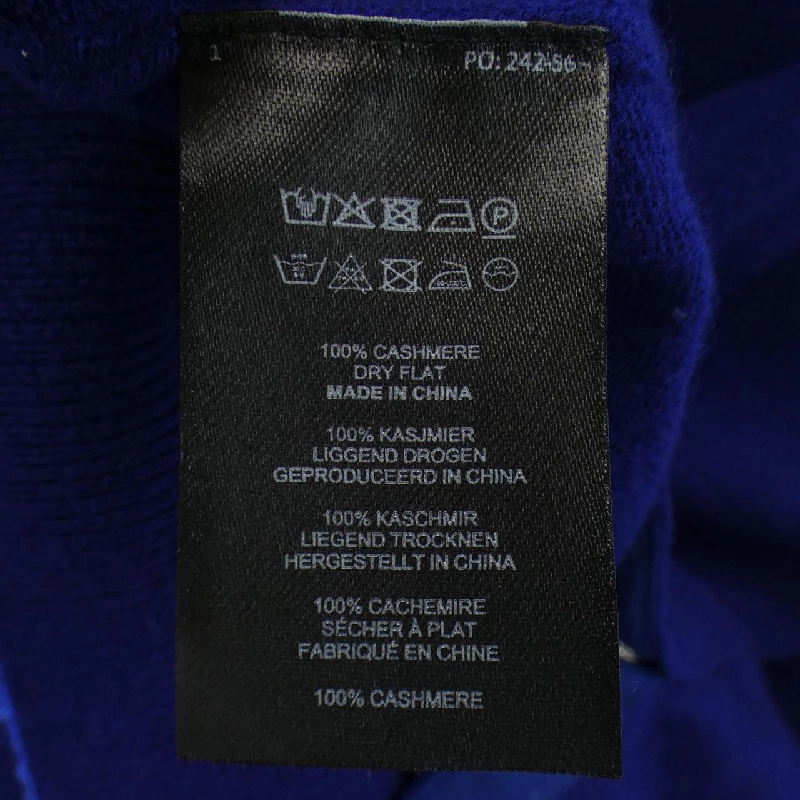 1
PO: 242-56
P
100% CASHMERE
DRY FLAT
MADE IN CHINA
100% KASJMIER
LIGGEND DROGEN
GEPRODUCEERD IN CHINA
100% KASCHMIR
LIEGEND TROCKNEN
HERGESTELLT IN CHINA
100% CACHEMIRE
SÉCHER À PLAT
FABRIQUÉ EN CHINE
100% CASHMERE